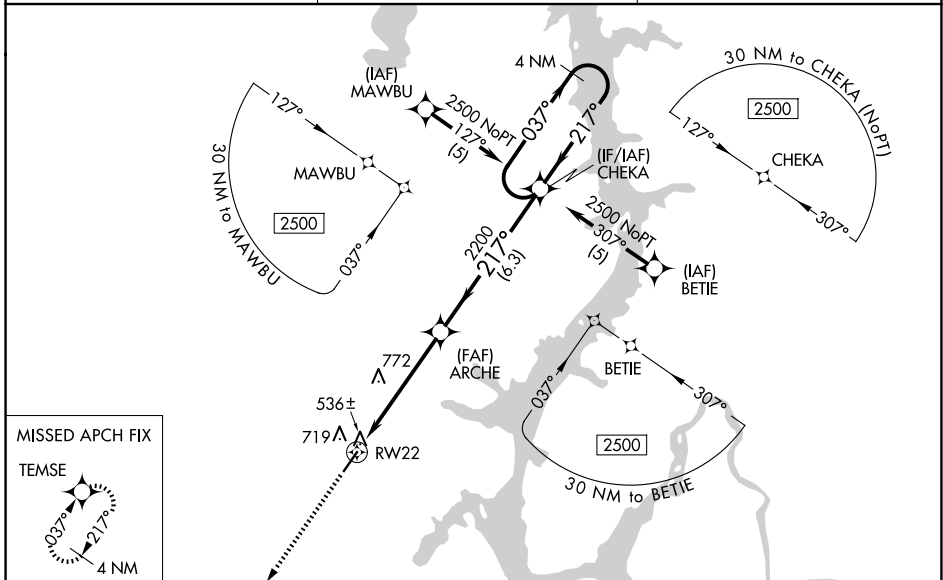 (IAF)
MAWBU
2500 NoPT
127°
(5)
4 NM
037°
217°
(IF/IAF)
CHEKA
30 NM to CHEKA (NoPT)
2500
127°
CHEKA
307°
127°
MAWBU
2500
30 NM to MAWBU
037°
2500 NoPT
307°
(5)
(IAF)
BETIE
2200
217°
(6.3)
(FAF)
ARCHE
772
536±
719
RW22
BETIE
037°
307°
2500
30 NM to BETIE
MISSED APCH FIX
TEMSE
037°
217°
4 NM